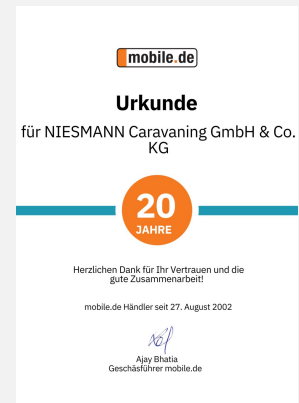 mobile.de
Urkunde
für NIESMANN Caravaning GmbH & Co.
KG
20
JAHRE
Herzlichen Dank für Ihr Vertrauen und die
gute Zusammenarbeit!
mobile.de Händler seit 27. August 2002
Ajay Bhatia
Geschäsführer mobile.de